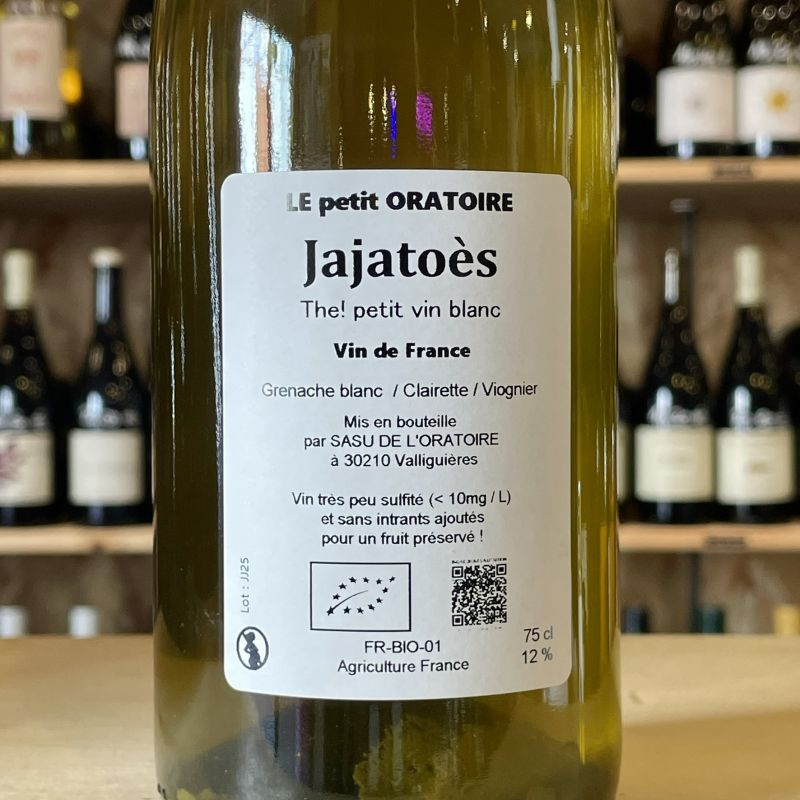 LE petit ORATOIRE
Jajatoès
The! petit vin blanc
Vin de France
Grenache blanc / Clairette / Viognier
Mis en bouteille
par SASU DE L'ORATOIRE
à 30210 Valliguières
Vin très peu sulfité (< 10mg / L)
et sans intrants ajoutés
pour un fruit préservé !
Lot : JJ25
FR-BIO-01
Agriculture France
75 cl
12 %